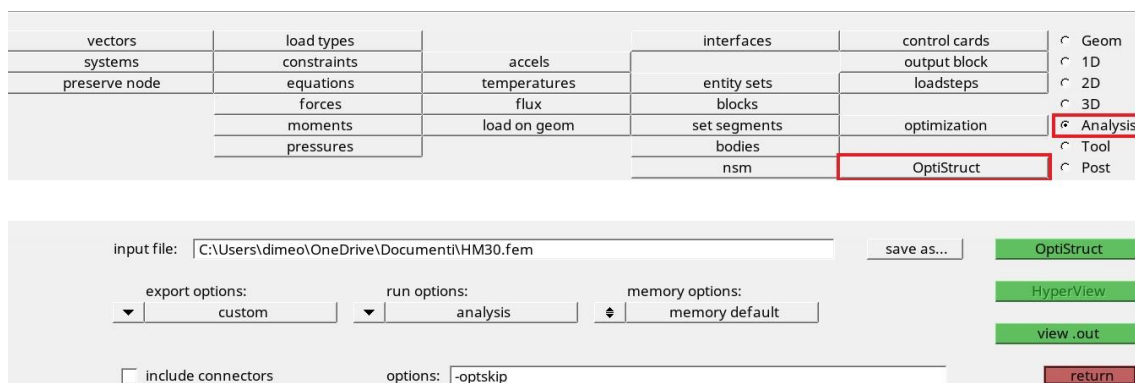 vectors load types interfaces control cards Geom
systems constraints accels output block 1D
preserve node equations temperatures entity sets loadsteps 2D
forces flux blocks 3D
moments load on geom set segments optimization Analysis
pressures bodies Tool
nsm OptiStruct Post
input file: C:\Users\dimeo\OneDrive\Documenti\HM30.fem save as... OptiStruct
export options: run options: memory options: HyperView
custom analysis memory default
view .out
include connectors options: -optskip return